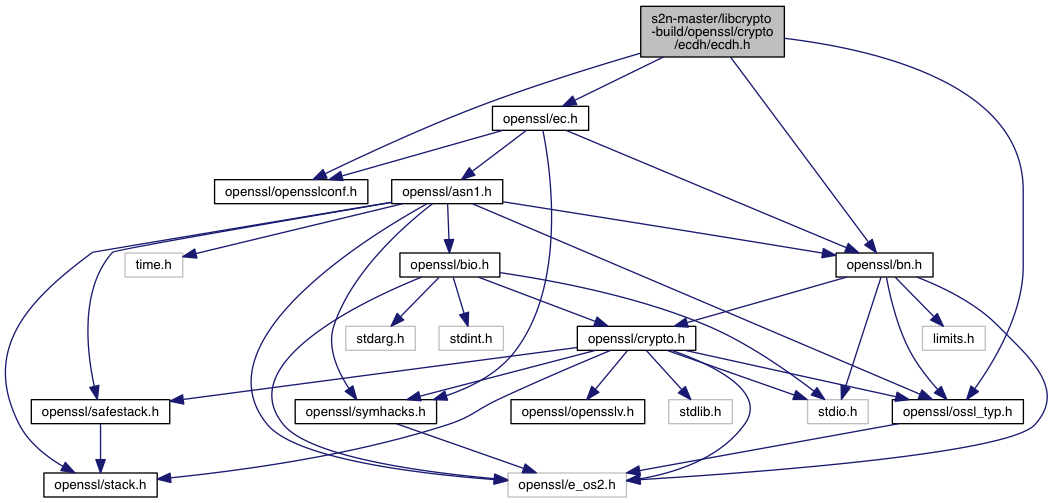 s2n-master/libcrypto
-build/openssl/crypto
/ecdh/ecdh.h
openssl/ec.h
openssl/opensslconf.h
openssl/asn1.h
time.h
openssl/bio.h
openssl/bn.h
stdarg.h
stdint.h
openssl/crypto.h
limits.h
openssl/safestack.h
openssl/symhacks.h
openssl/opensslv.h
stdlib.h
stdio.h
openssl/ossl_typ.h
openssl/stack.h
openssl/e_os2.h